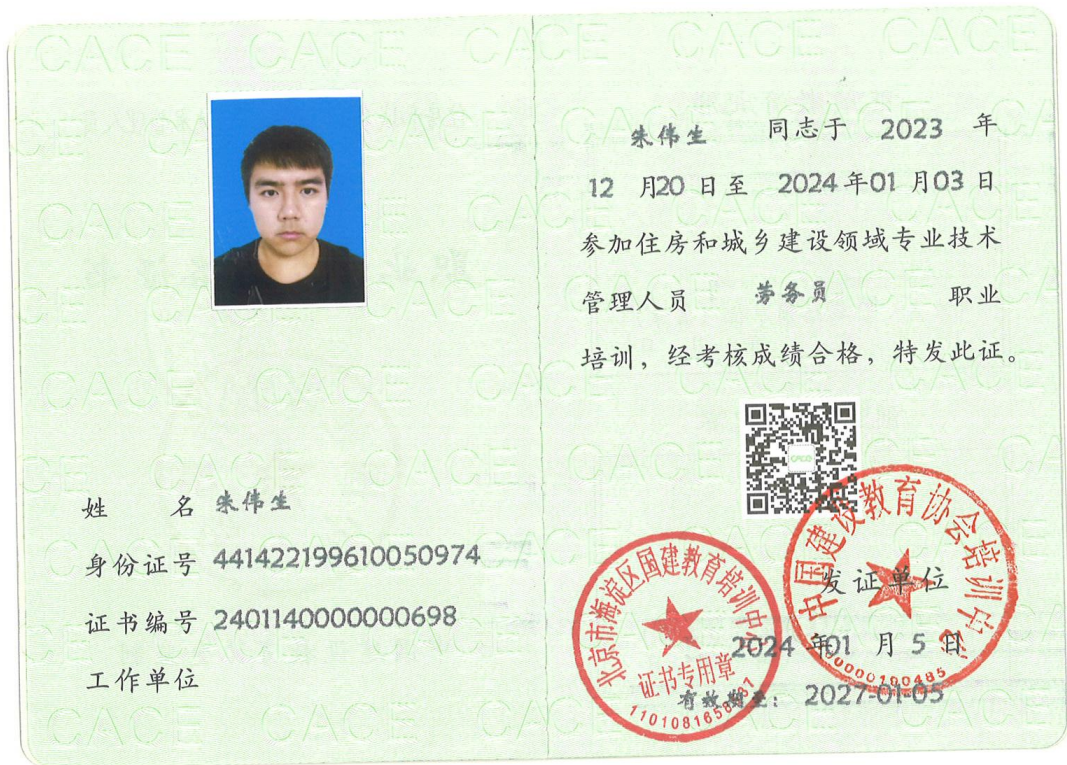 姓 名 朱伟生
身份证号 441422199610050974
证书编号 2401140000000698
工作单位
朱伟生 同志于 2023 年
12 月20 日至 2024 年01 月03 日
参加住房和城乡建设领域专业技术
管理人员 劳务员 职业
培训，经考核成绩合格，特发此证。
中国建设教育协会培训中心
发证单位
北京市海淀区国建教育培训中心
证书专用章
2024 年01 月 5 日
有效期至： 2027-01-05
CACE